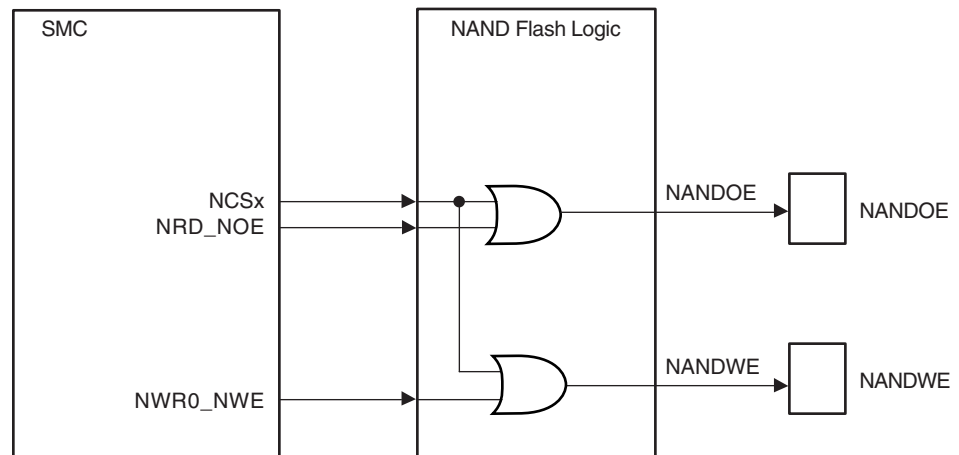 SMC
NAND Flash Logic
NCSx
NRD_NOE
NANDOE
NANDOE
NWR0_NWE
NANDWE
NANDWE